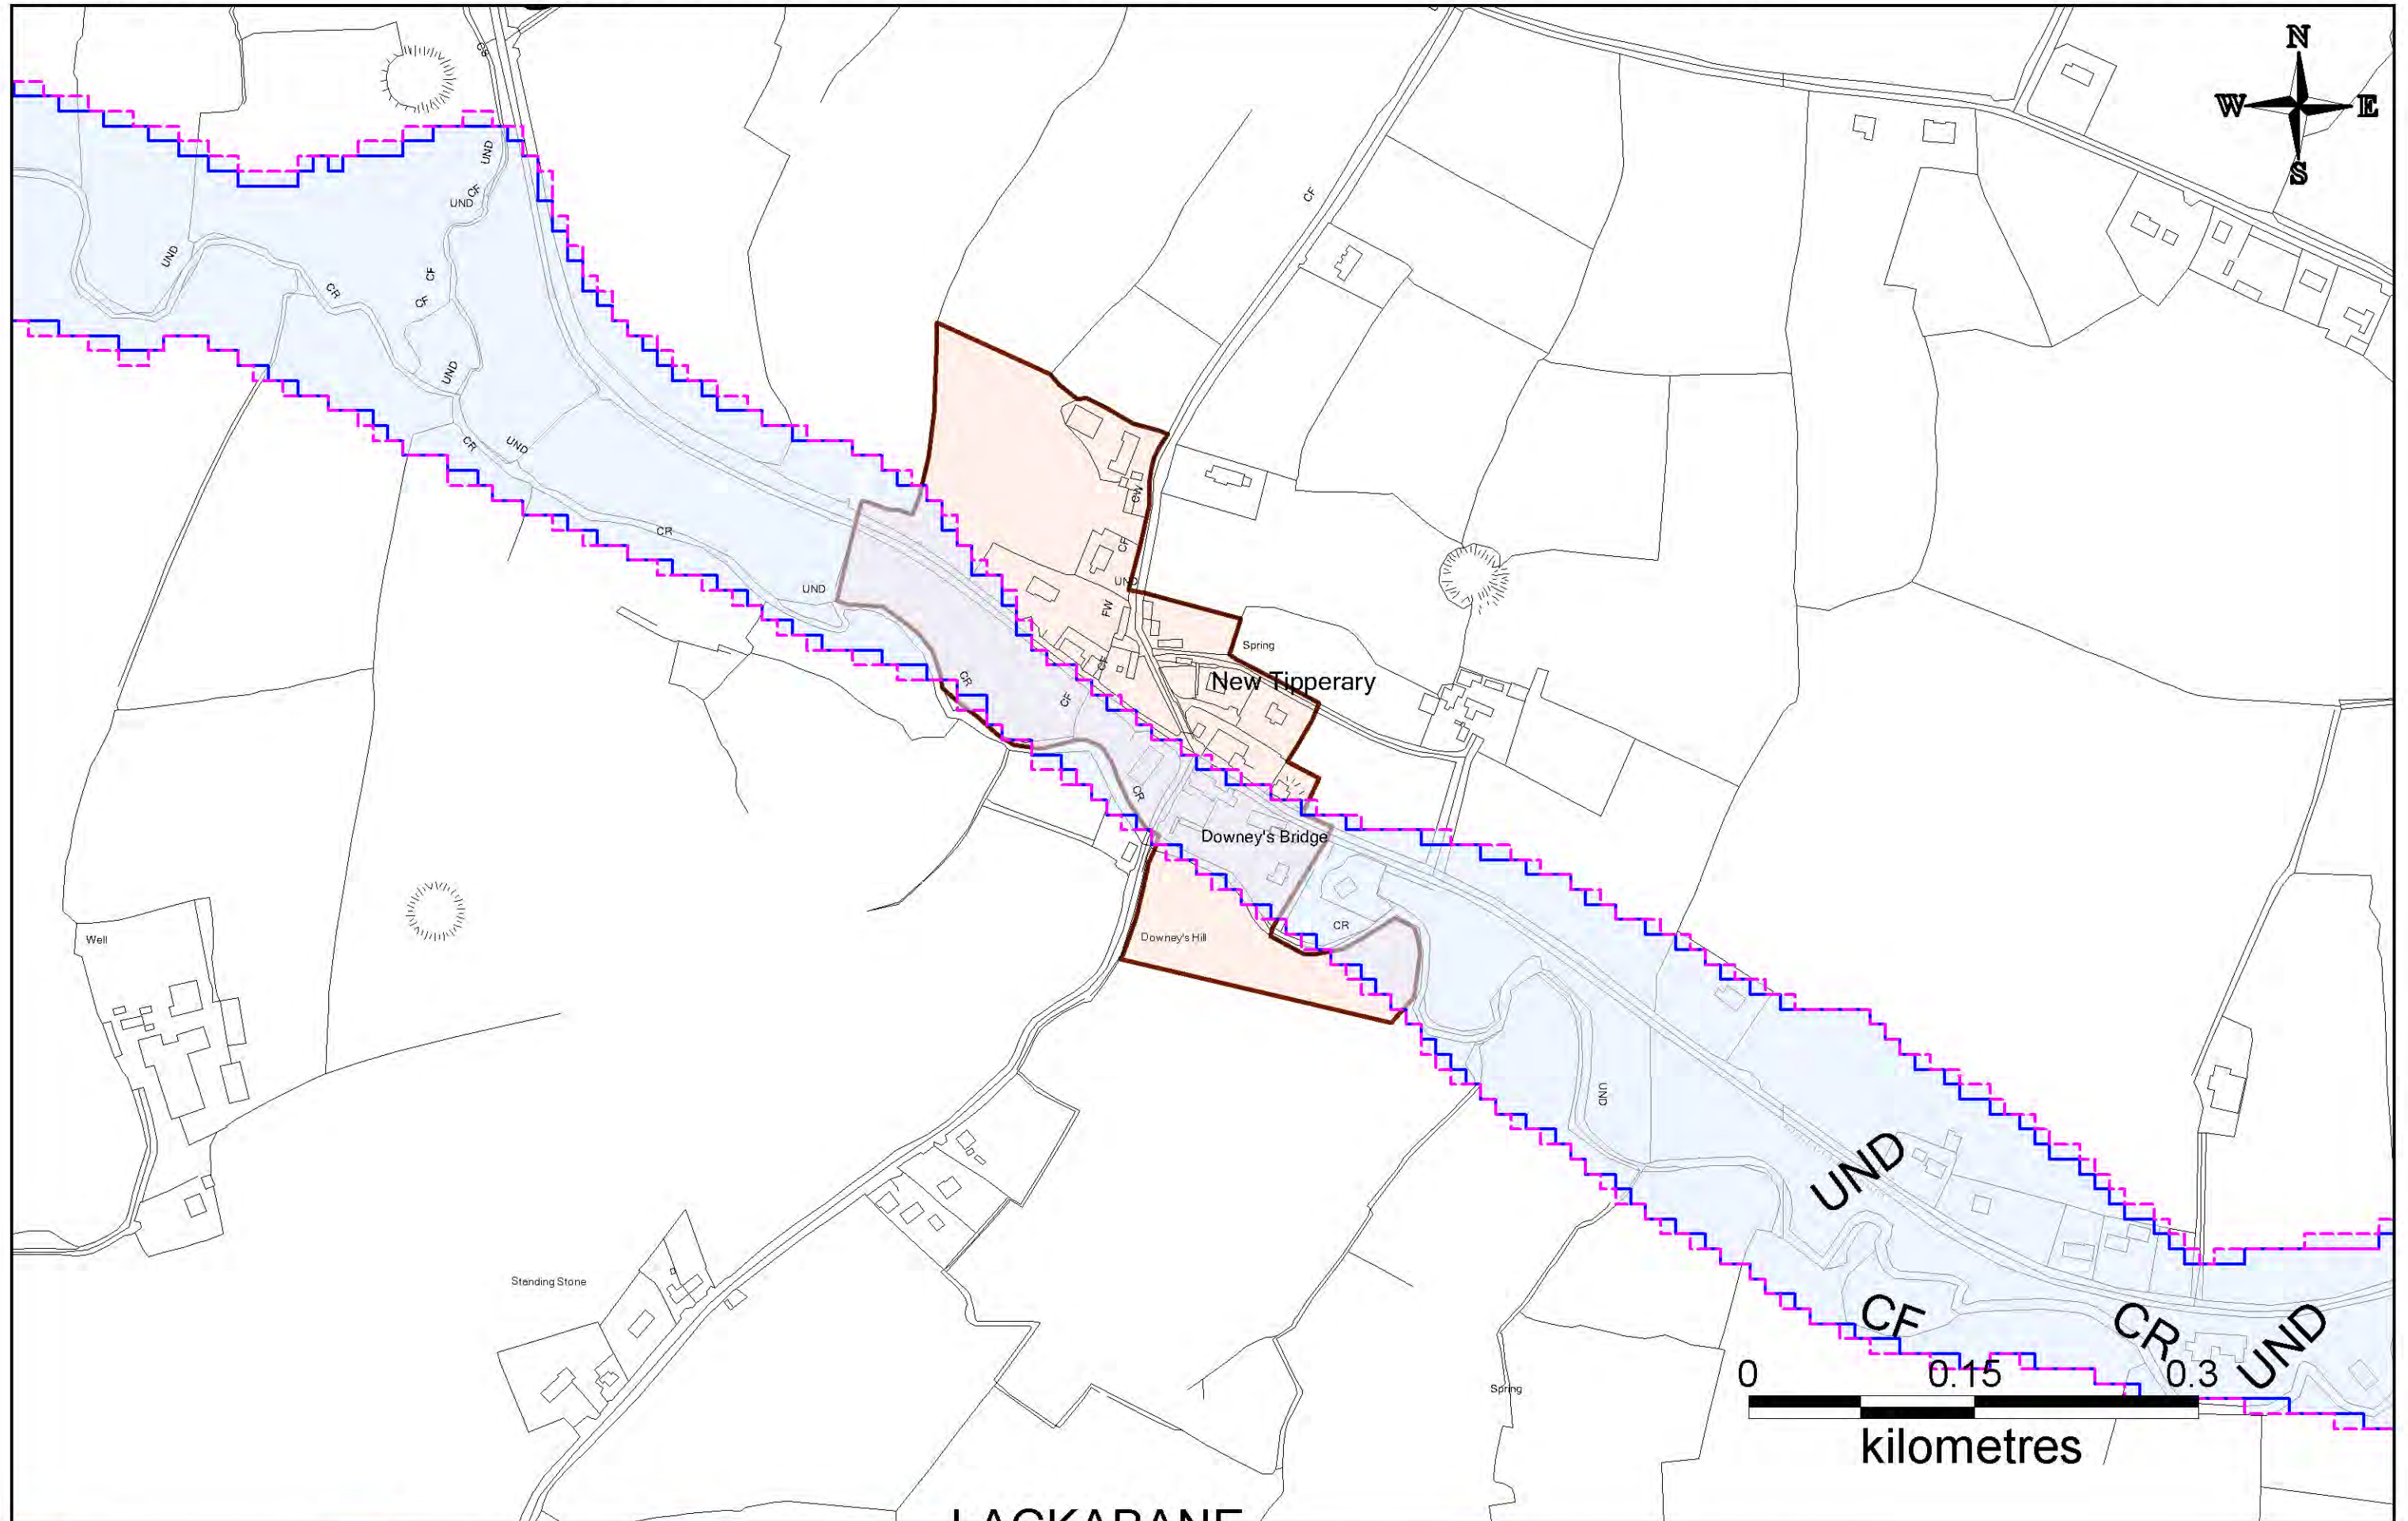 N
W E
S
CS
UND
CF
UND
CF
UND
CF
CR
CF
UND
CR
UND
CR
UND
CW
CF
UND
FW
CF
Spring
New Tipperary
CR
CF
CR
Downey's Bridge
CR
Downey's Hill
Well
UND
UND
Standing Stone
CF
CR
UND
Spring
0 0.15 0.3
kilometres